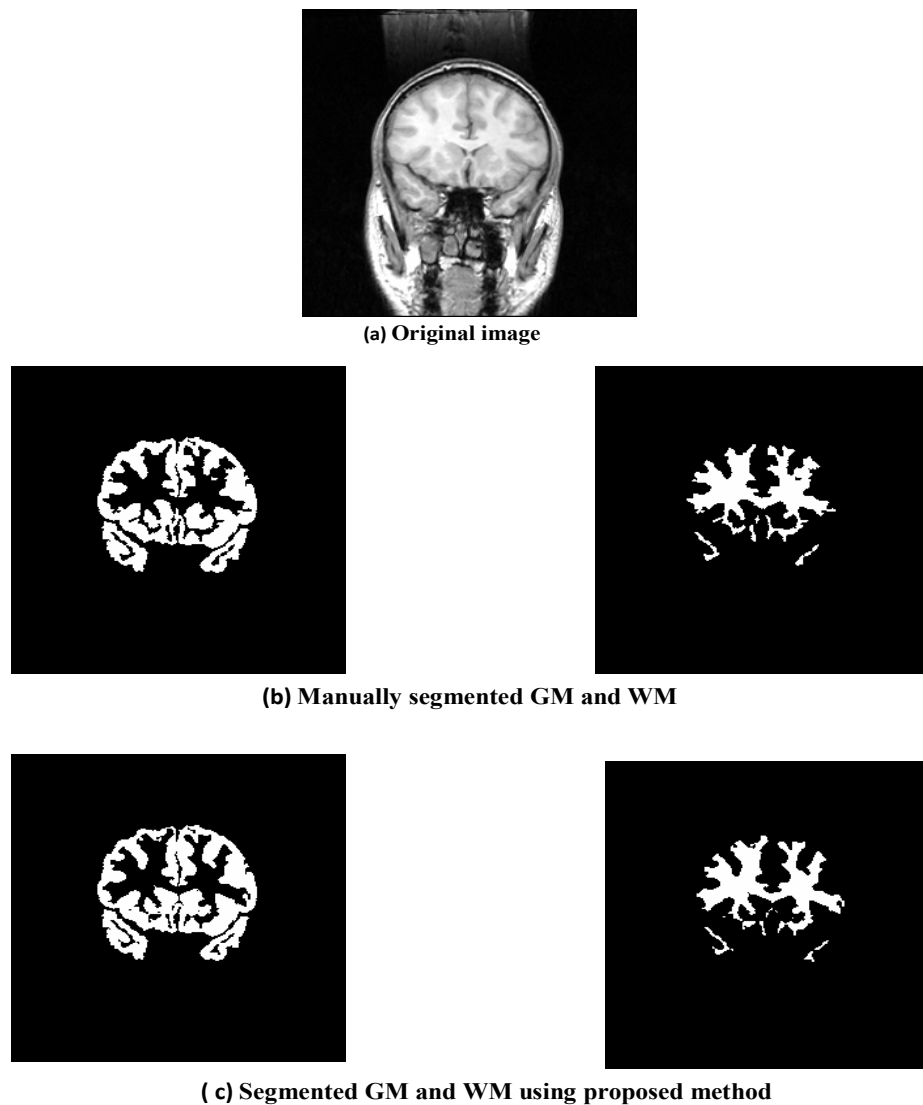 (a) Original image
(b) Manually segmented GM and WM
( c) Segmented GM and WM using proposed method